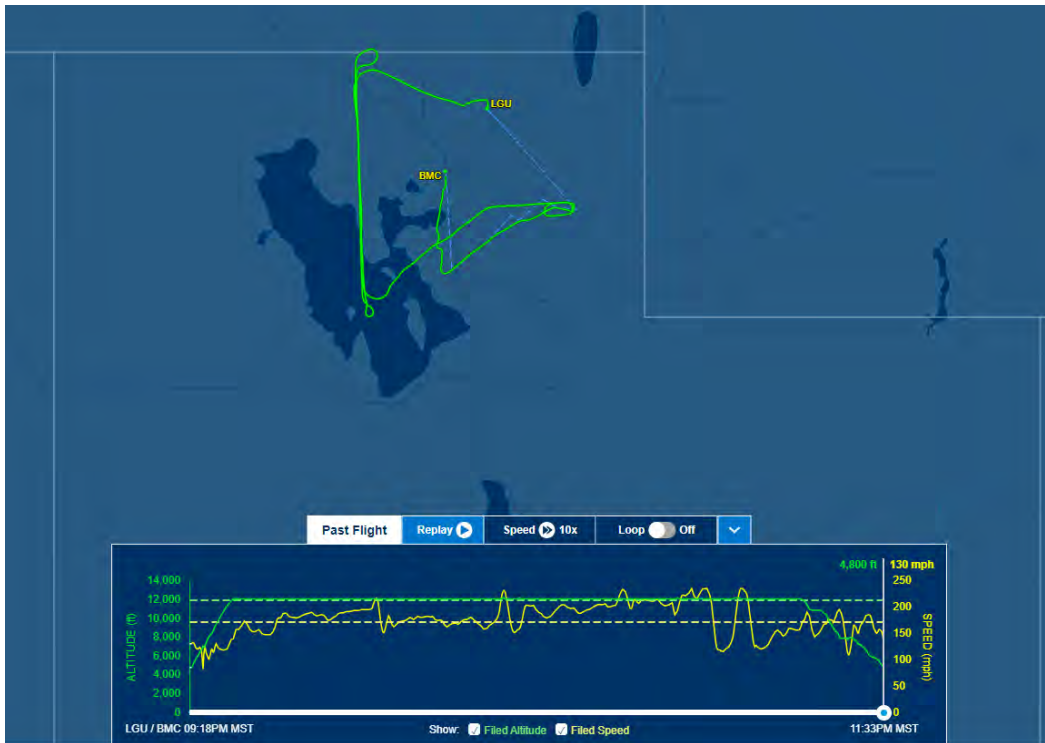 LGU
BMC
Past Flight
Replay
Speed 10x
Loop Off
4,800 ft 130 mph
14,000
12,000
10,000
8,000
6,000
4,000
2,000
0
ALTITUDE (ft)
250
200
150
100
50
0
SPEED (mph)
LGU / BMC 09:18PM MST
Show: Filed Altitude Filed Speed
11:33PM MST